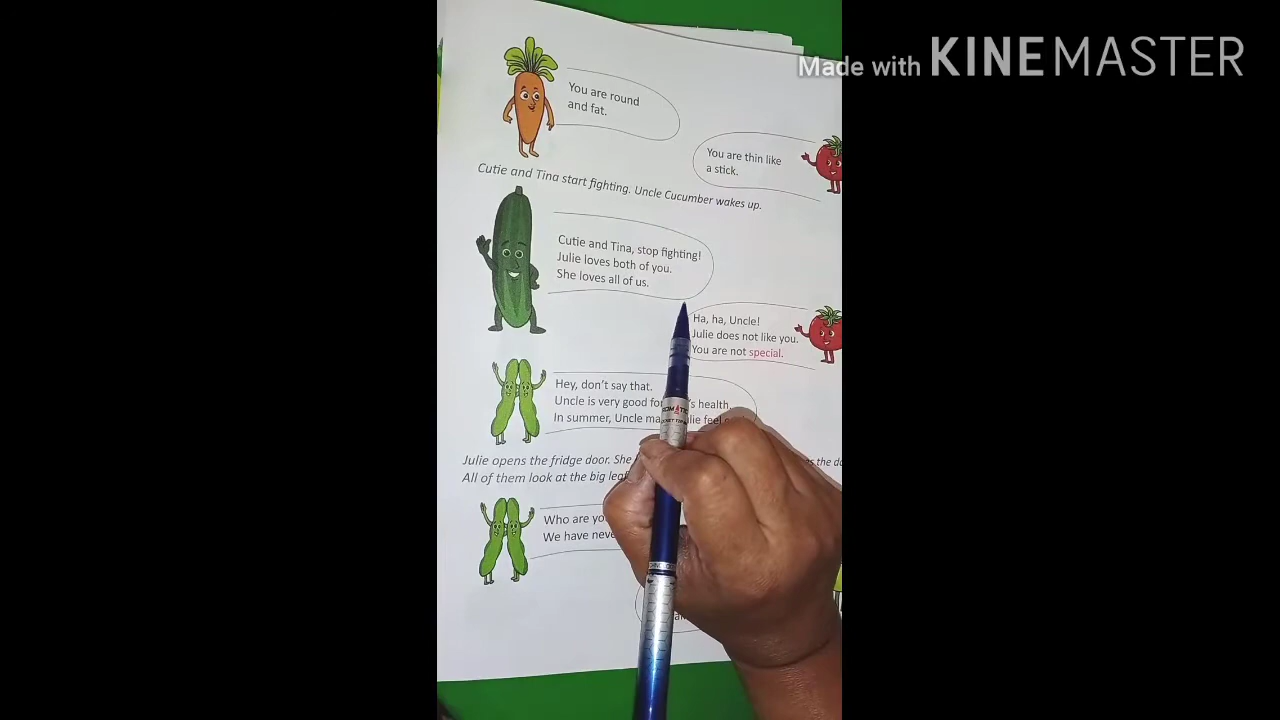 Made with KINEMASTER
You are round
and fat.
You are thin like
a stick.
Cutie and Tina start fighting. Uncle Cucumber wakes up.
Cutie and Tina, stop fighting!
Julie loves both of you.
She loves all of us.
Ha, ha, Uncle!
Julie does not like you.
You are not special.
Hey, don't say that.
Uncle is very good for 's health.
In summer, Uncle feel
Julie opens the fridge door. She the
All of them look at the big
Who are
We have